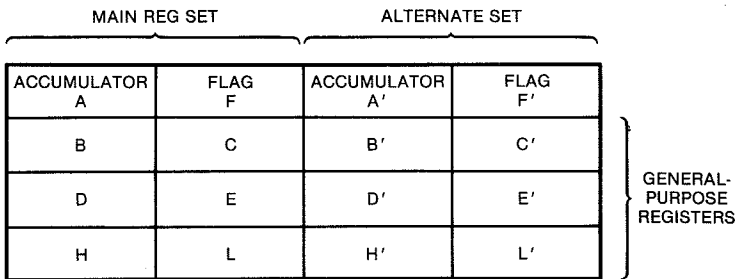 MAIN REG SET
ALTERNATE SET
ACCUMULATOR
A
FLAG
F
ACCUMULATOR
A'
FLAG
F'
B
C
B'
C'
D
E
D'
E'
H
L
H'
L'
GENERAL-
PURPOSE
REGISTERS